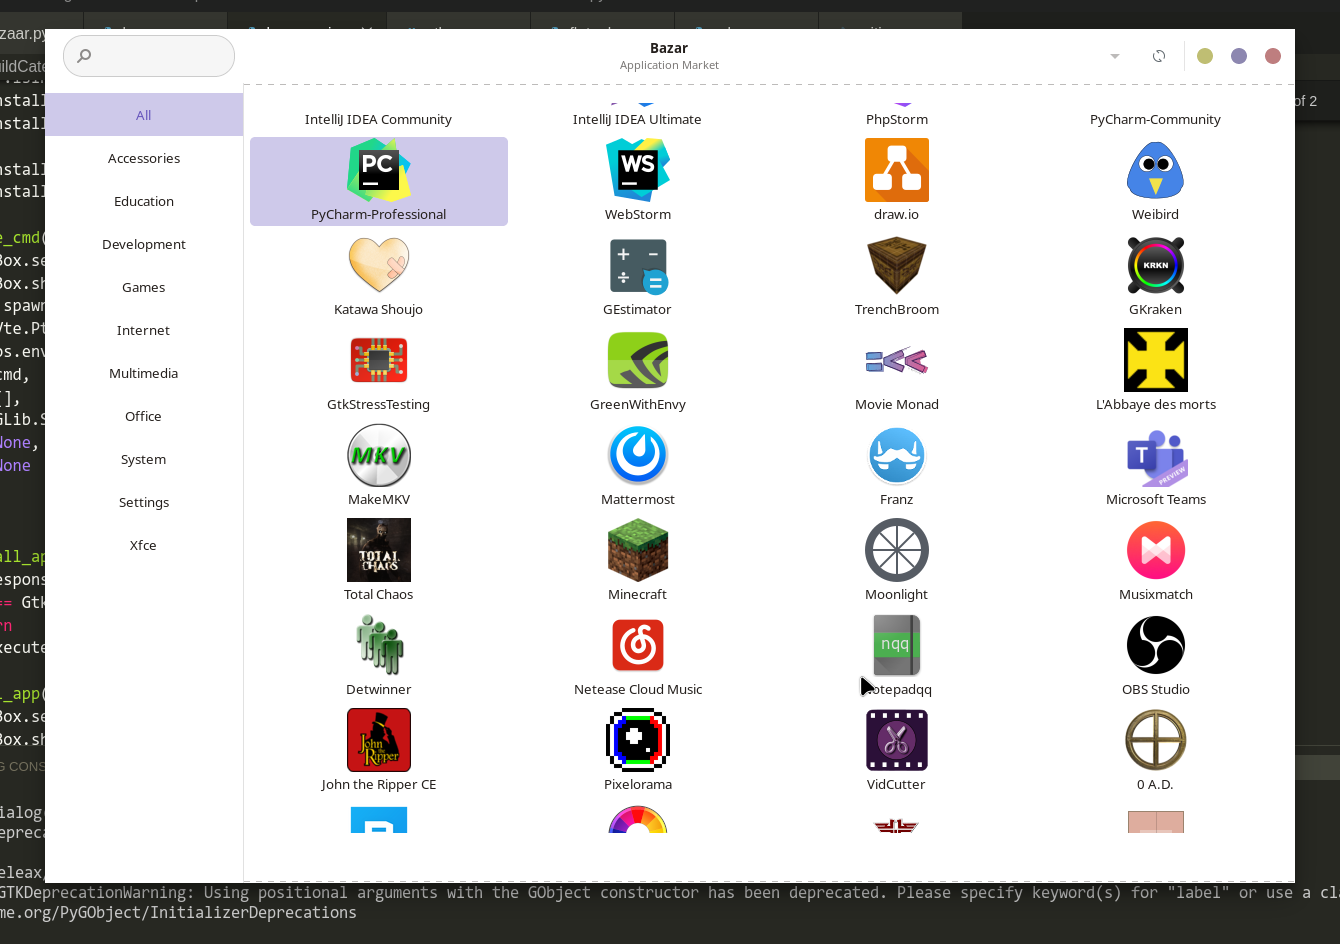 zaar.py
Bazar
Application Market
uildCate
of 2
All
Accessories
Education
Development
Games
Internet
Multimedia
Office
System
Settings
Xfce
IntelliJ IDEA Community
IntelliJ IDEA Ultimate
PhpStorm
PyCharm-Community
PC
WS
PyCharm-Professional
WebStorm
draw.io
Weibird
KRKN
Katawa Shoujo
GEstimator
TrenchBroom
GKraken
GtkStressTesting
GreenWithEnvy
Movie Monad
L'Abbaye des morts
MKV
T
PREVIEW
MakeMKV
Mattermost
Franz
Microsoft Teams
TOTAL
CHAOS
Total Chaos
Minecraft
Moonlight
Musixmatch
nqq
Detwinner
Netease Cloud Music
otepadqq
OBS Studio
John
the
Ripper
John the Ripper CE
Pixelorama
VidCutter
0 A.D.
nstall
nstall
nstall
nstall
e_cmd(
Box.se
Box.sh
spawn
Vte.Pt
os.env
cmd,
[],
GLib.S
None,
None
all_ap
espons
== Gtk
rn
xecute
l_app(
Box.se
Box.sh
G CONS
ialog(
epreca
eleax/
GTKDeprecationWarning: Using positional arguments with the GObject constructor has been deprecated. Please specify keyword(s) for "label" or use a cla
me.org/PyGObject/InitializerDeprecations